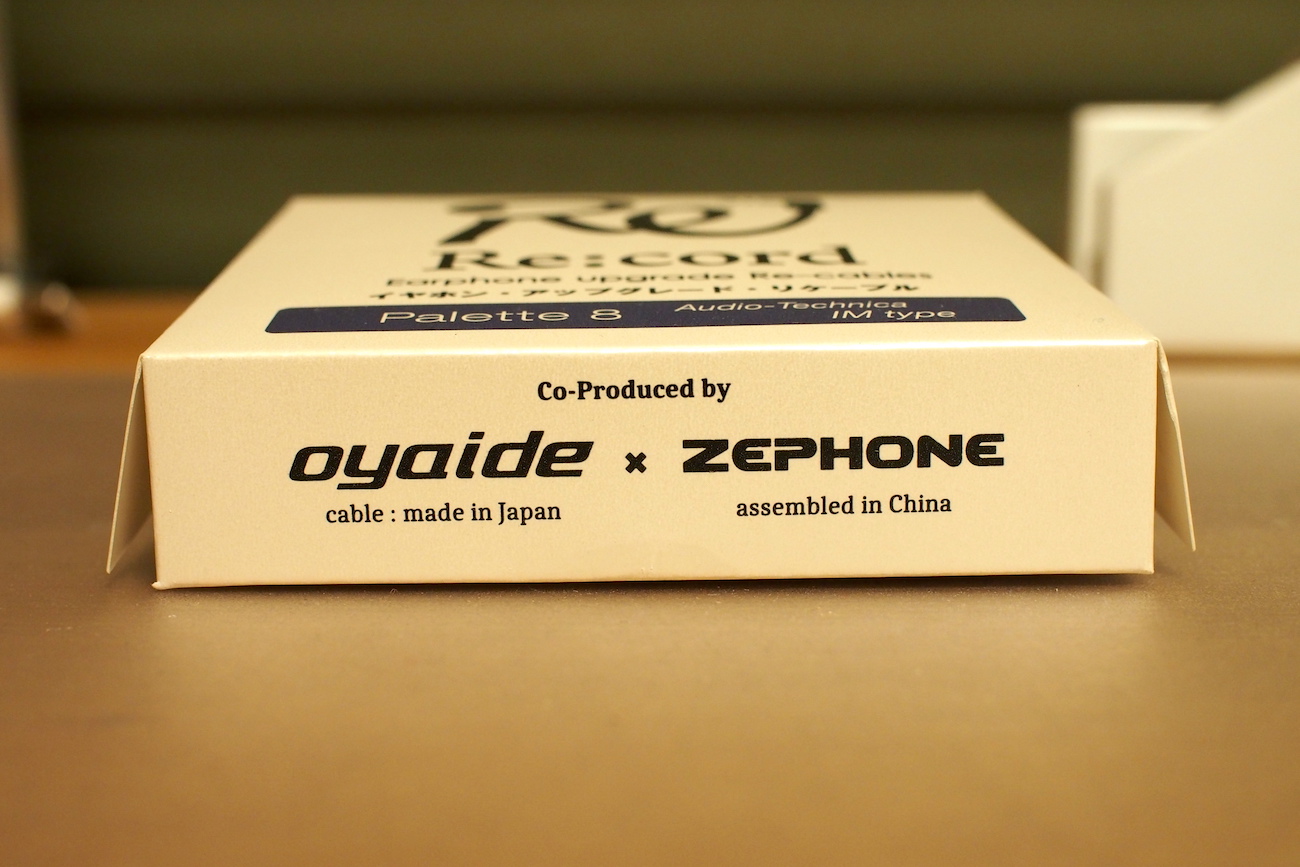 Re
Re:cord
Earphone upgrade Re-cables
イヤホン・アップグレード・リケーブル
Palette 8 Audio-Technica
IM type
Co-Produced by
oyaide × ZEPHONE
cable : made in Japan assembled in China